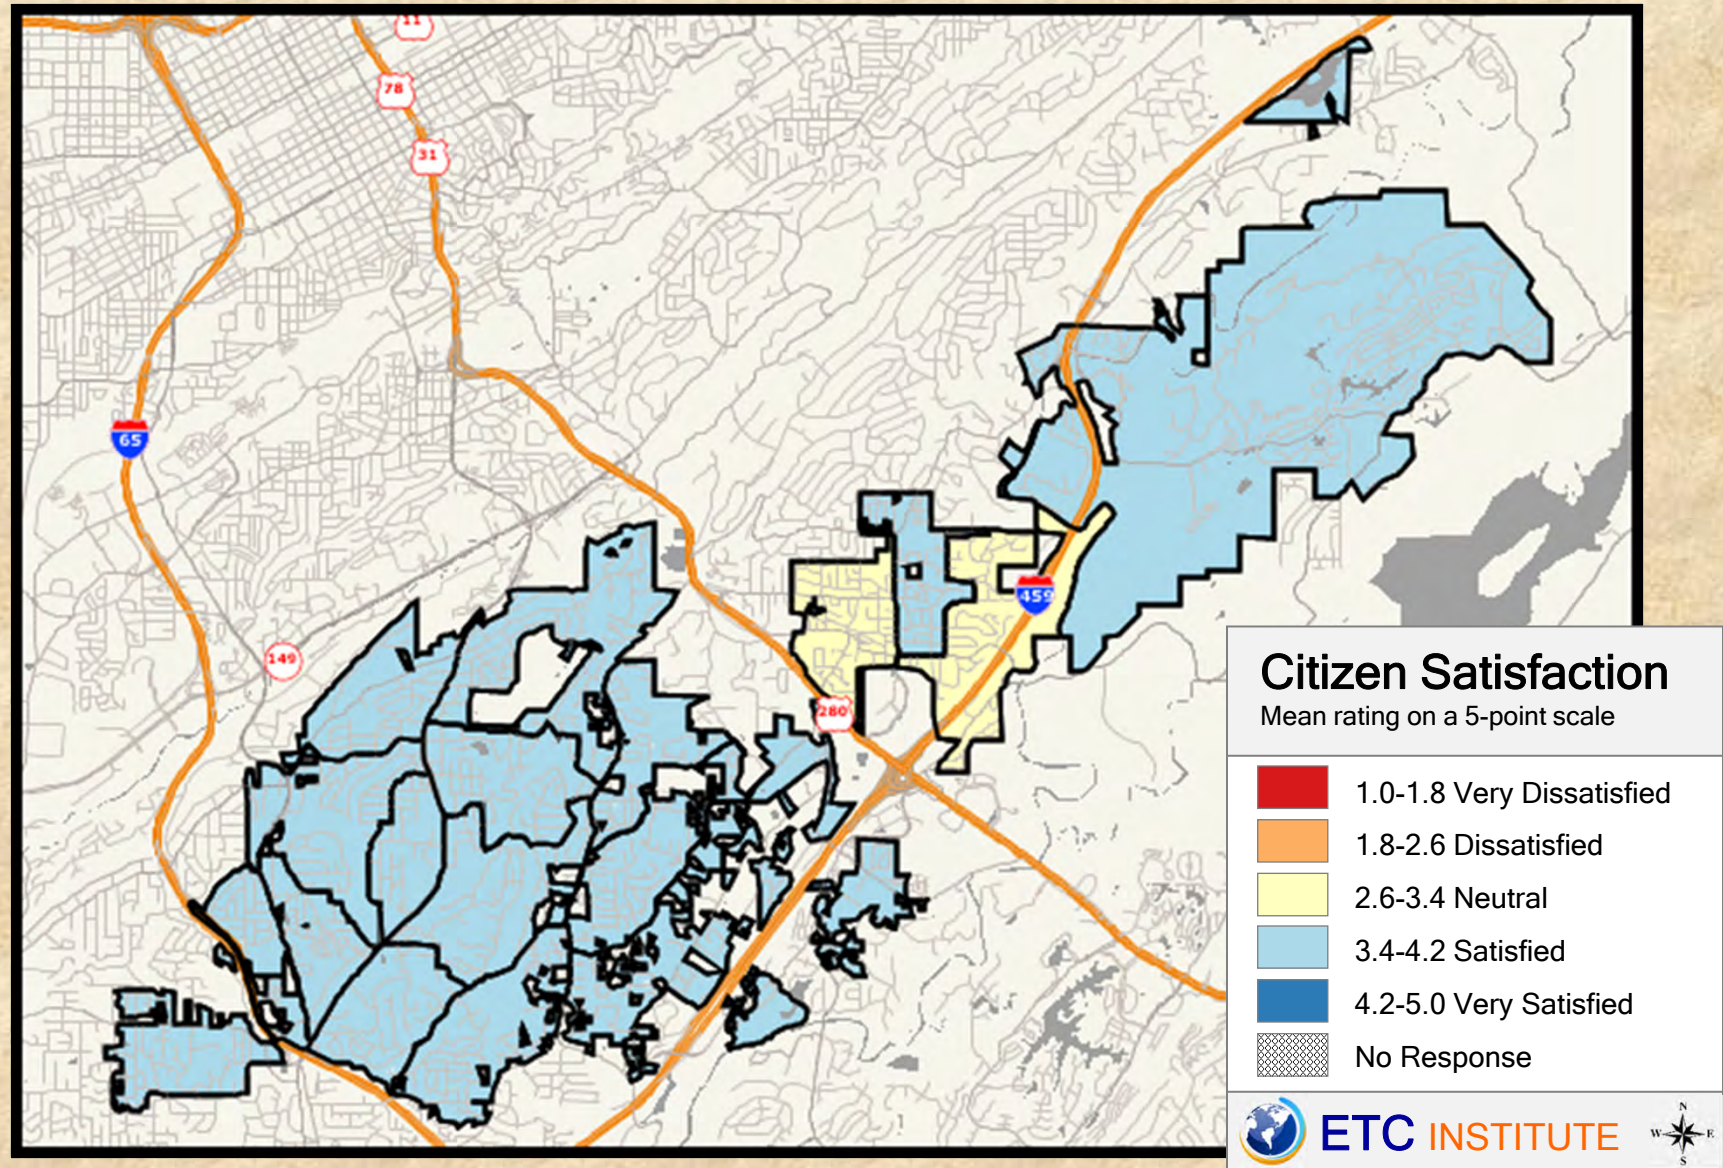 11
78
31
65
459
149
280
Citizen Satisfaction
Mean rating on a 5-point scale
1.0-1.8 Very Dissatisfied
1.8-2.6 Dissatisfied
2.6-3.4 Neutral
3.4-4.2 Satisfied
4.2-5.0 Very Satisfied
No Response
ETC INSTITUTE
N
W E
S